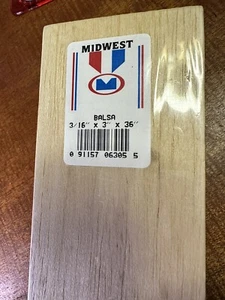 MIDWEST
M
BALSA
3/16" x 3" x 36"
0 91157 06305 5